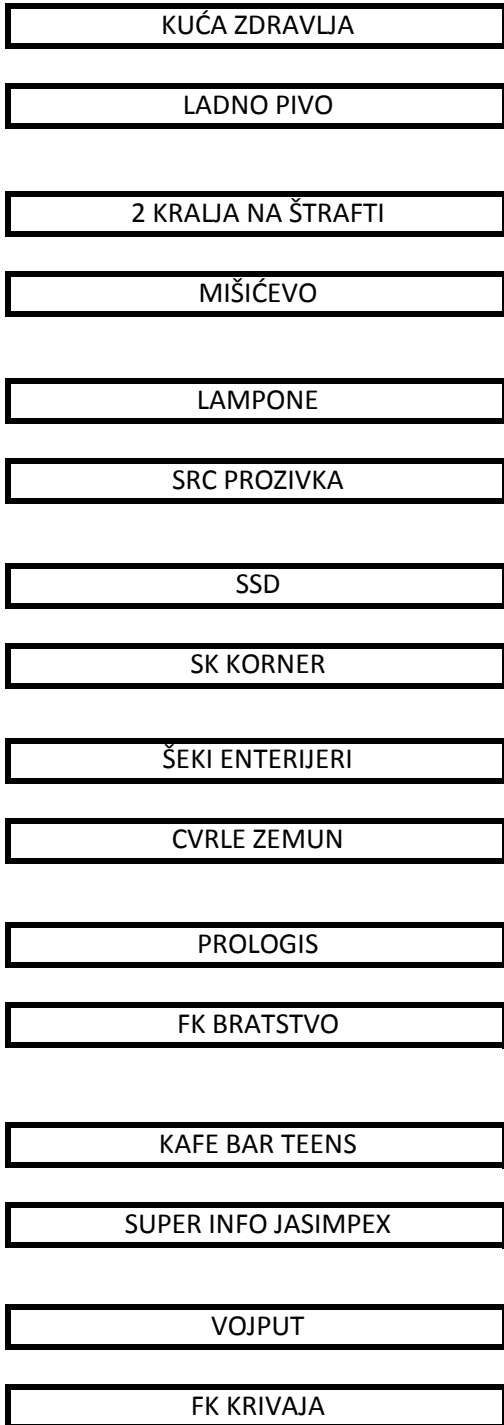 KUĆA ZDRAVLJA
LADNO PIVO
2 KRALJA NA ŠTRAFTI
MIŠIĆEVO
LAMPONE
SRC PROZIVKA
SSD
SK KORNER
ŠEKI ENTERIJERI
CVRLE ZEMUN
PROLOGIS
FK BRATSTVO
KAFE BAR TEENS
SUPER INFO JASIMPEX
VOJPUT
FK KRIVAJA